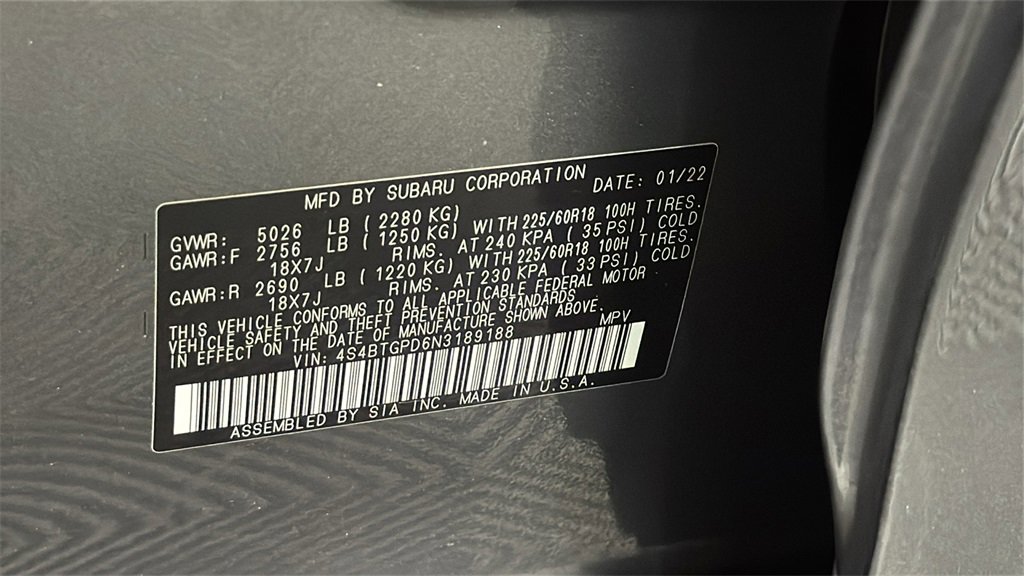 MFD BY SUBARU CORPORATION DATE: 01/22
GVWR: 5026 LB ( 2280 KG)
GAWR:F 2756 LB ( 1250 KG) WITH 225/60R18 100H TIRES.
18X7J RIMS. AT 240 KPA ( 35 PSI) COLD
GAWR:R 2690 LB ( 1220 KG) WITH 225/60R18 100H TIRES.
18X7J RIMS. AT 230 KPA ( 33 PSI) COLD
THIS VEHICLE CONFORMS TO ALL APPLICABLE FEDERAL MOTOR
VEHICLE SAFETY AND THEFT PREVENTION STANDARDS
IN EFFECT ON THE DATE OF MANUFACTURE SHOWN ABOVE.
VIN: 4S4BTGPD6N3189188 MPV
ASSEMBLED BY SIA INC. MADE IN U.S.A.